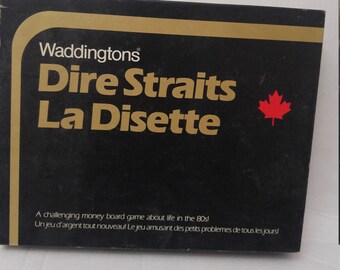 Waddingtons®
Dire Straits
La Disette
A challenging money board game about life in the 80s!
Un jeu d'argent tout nouveau! Le jeu amusant des petits problemes de tous les jours!